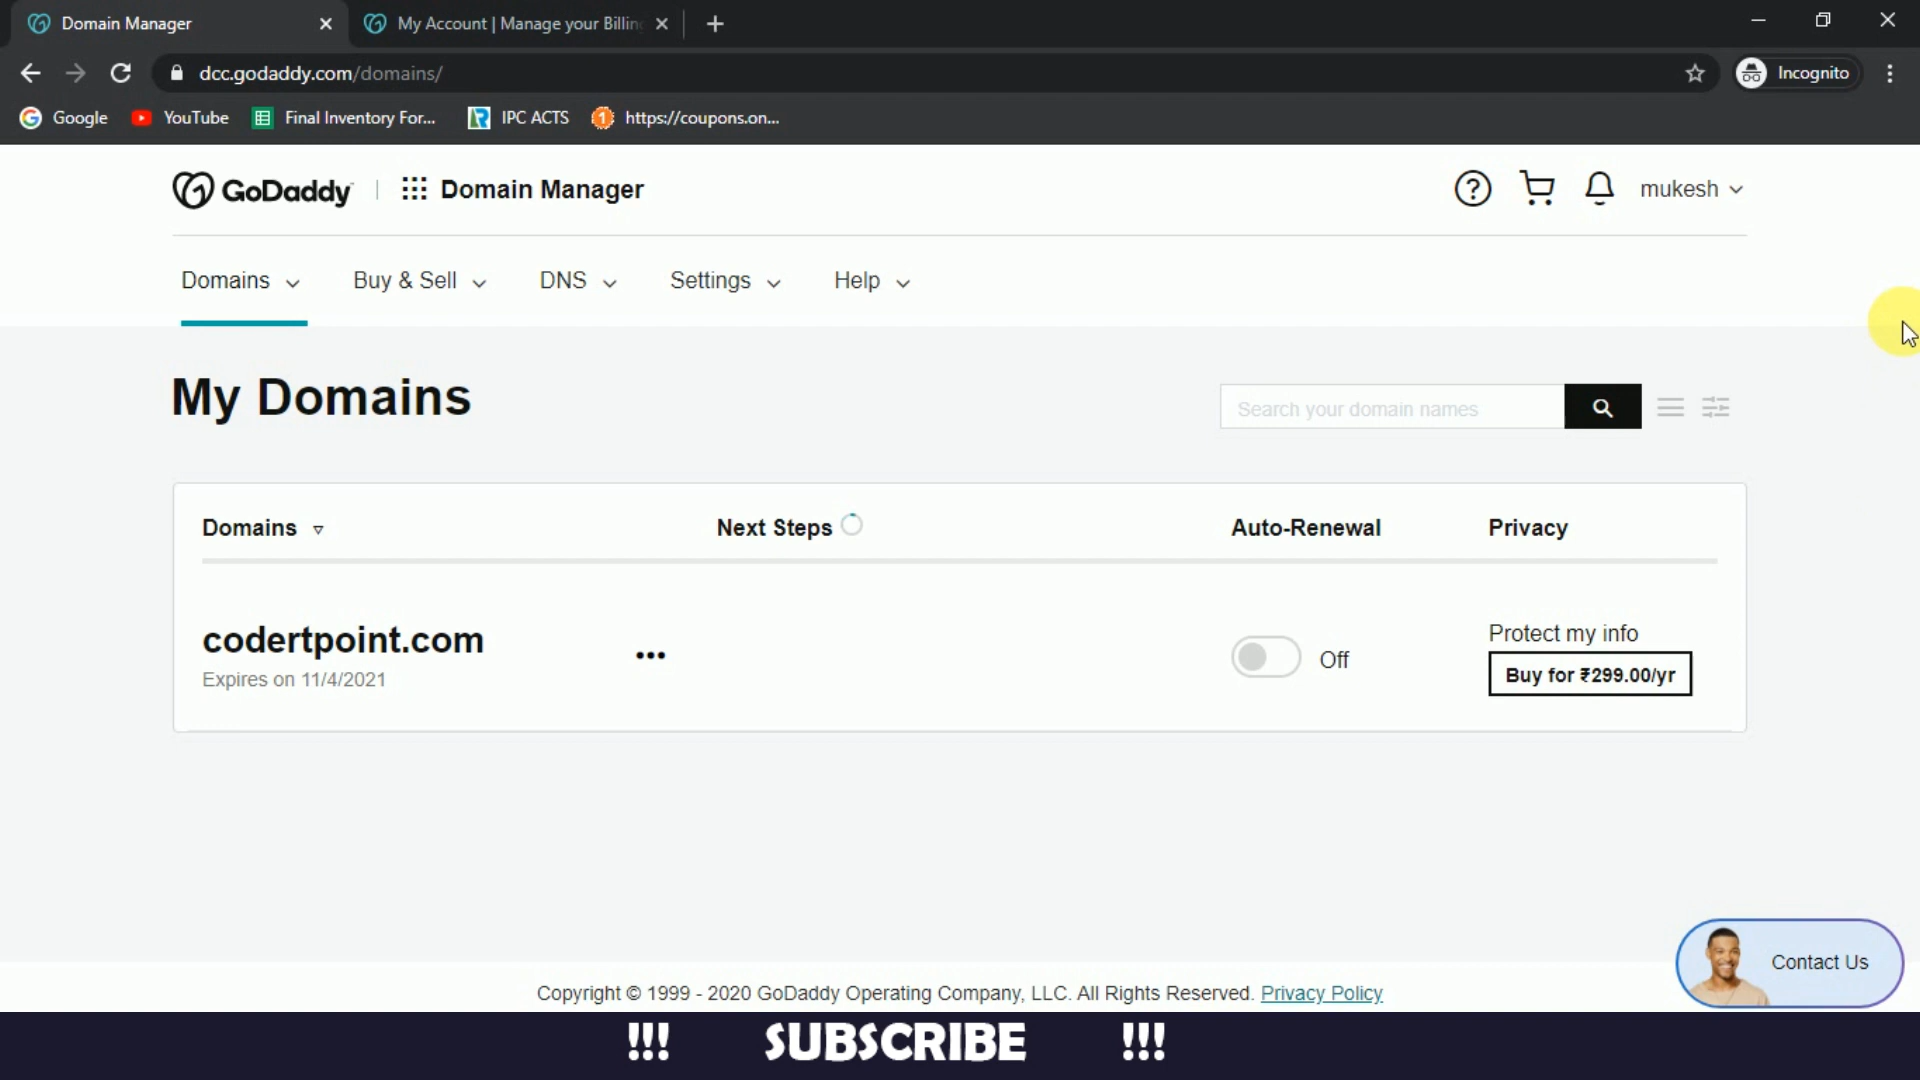 Domain Manager
My Account | Manage your Billin
dcc.godaddy.com/domains/
Incognito
Google
YouTube
Final Inventory For...
IPC ACTS
https://coupons.on...
GoDaddy
Domain Manager
mukesh
Domains
Buy & Sell
DNS
Settings
Help
My Domains
Search your domain names
Domains
Next Steps
Auto-Renewal
Privacy
codertpoint.com
Expires on 11/4/2021
Off
Protect my info
Buy for ₹299.00/yr
Contact Us
Copyright © 1999 - 2020 GoDaddy Operating Company, LLC. All Rights Reserved. Privacy Policy
!!! SUBSCRIBE !!!